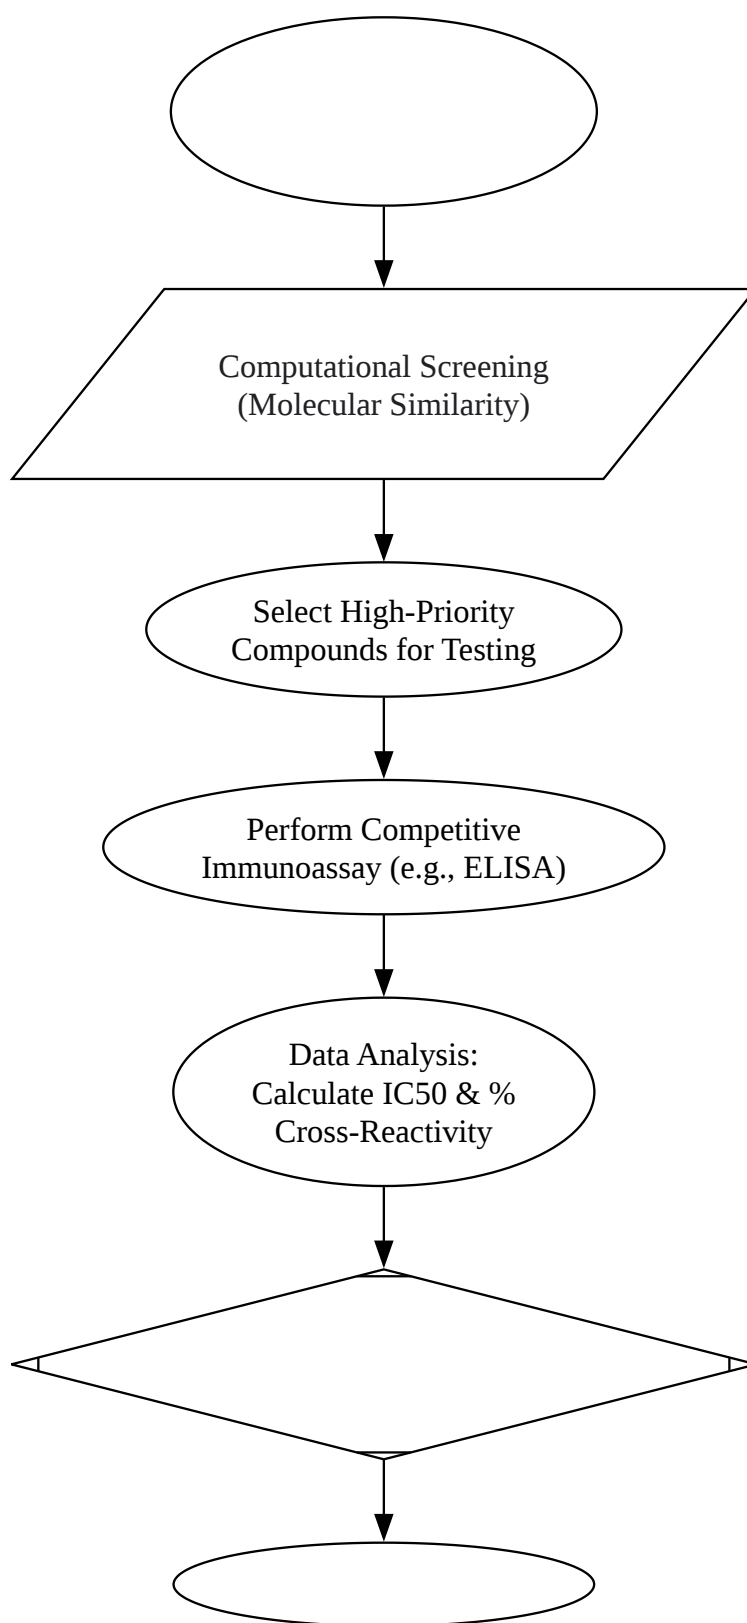 Computational Screening
(Molecular Similarity)
Select High-Priority
Compounds for Testing
Perform Competitive
Immunoassay (e.g., ELISA)
Data Analysis:
Calculate IC50 & %
Cross-Reactivity